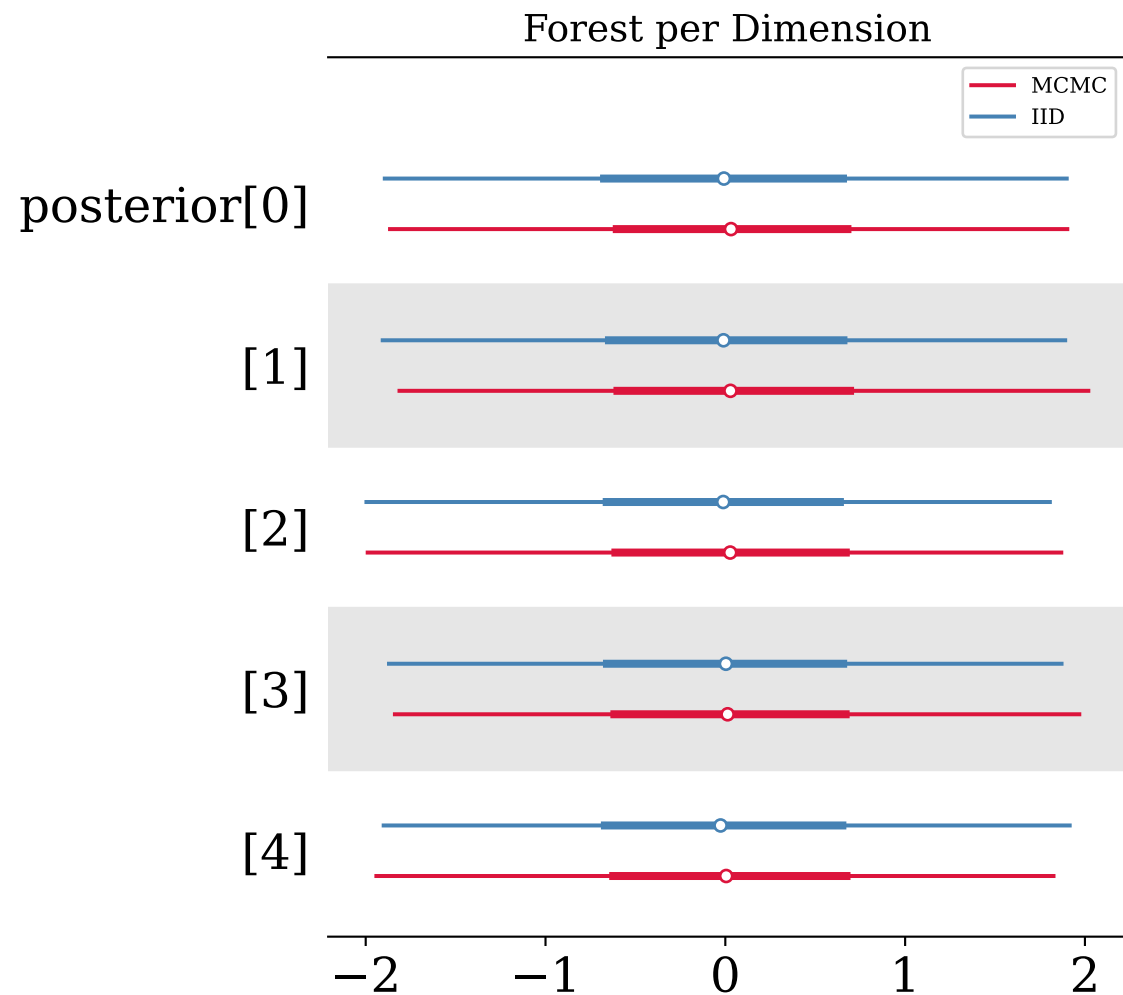 Forest per Dimension
MCMC
IID
posterior[0]
[1]
[2]
[3]
[4]
−2 −1 0 1 2